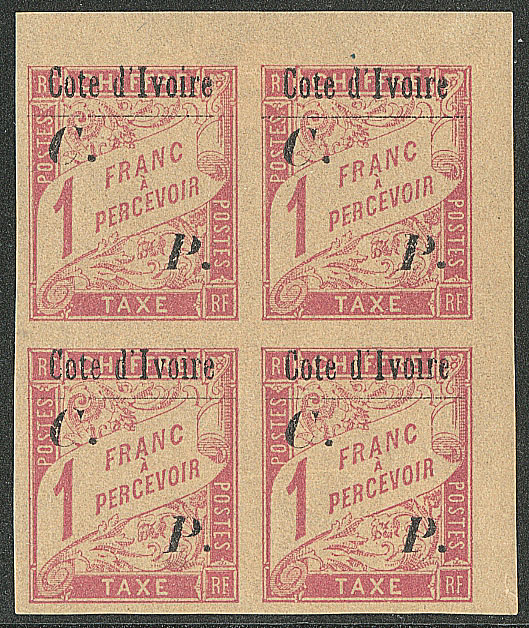 Cote d'Ivoire Cote d'Ivoire
POSTES POSTES
C. C.
1 FRANC À PERCEVOIR 1 FRANC À PERCEVOIR
POSTES POSTES
P. P.
TAXE RF TAXE RF
Cote d'Ivoire Cote d'Ivoire
POSTES POSTES
C. C.
1 FRANC À PERCEVOIR 1 FRANC À PERCEVOIR
POSTES POSTES
P. P.
TAXE RF TAXE RF